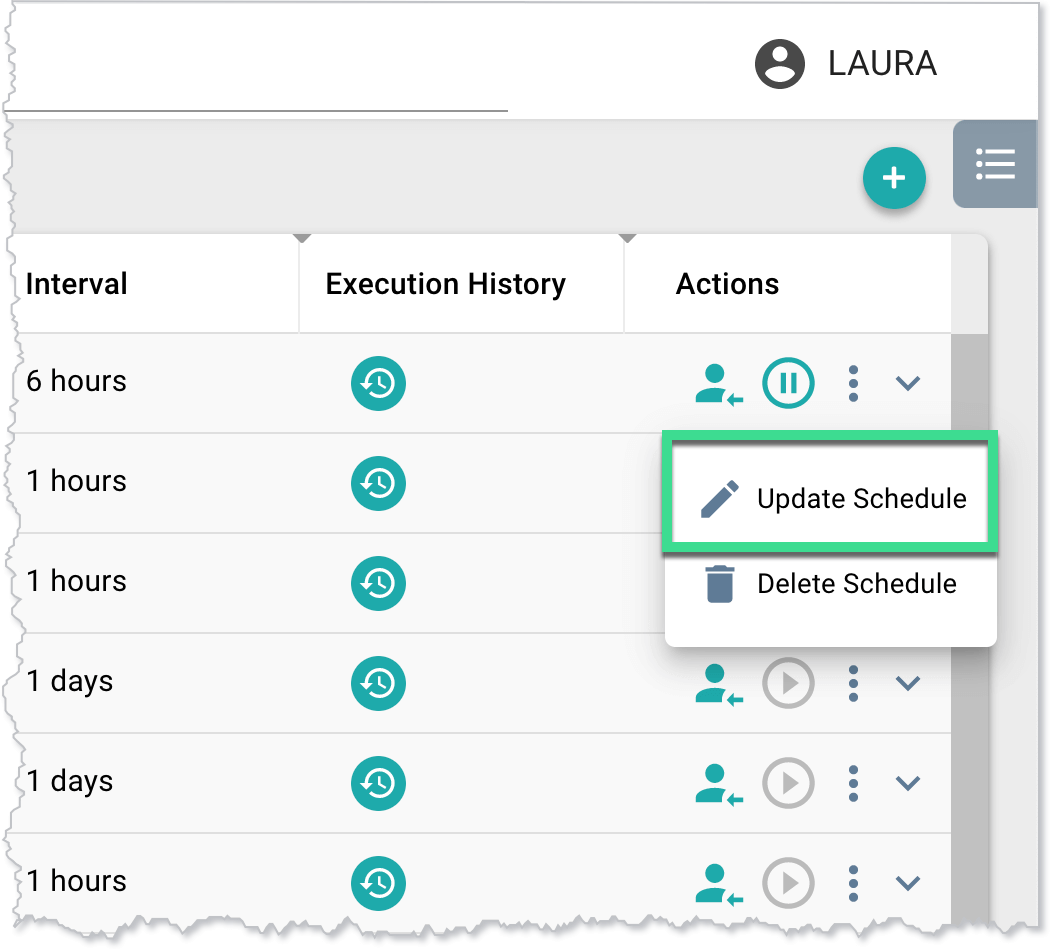 LAURA
Interval Execution History Actions
6 hours
1 hours
Update Schedule
1 hours
Delete Schedule
1 days
1 days
1 hours